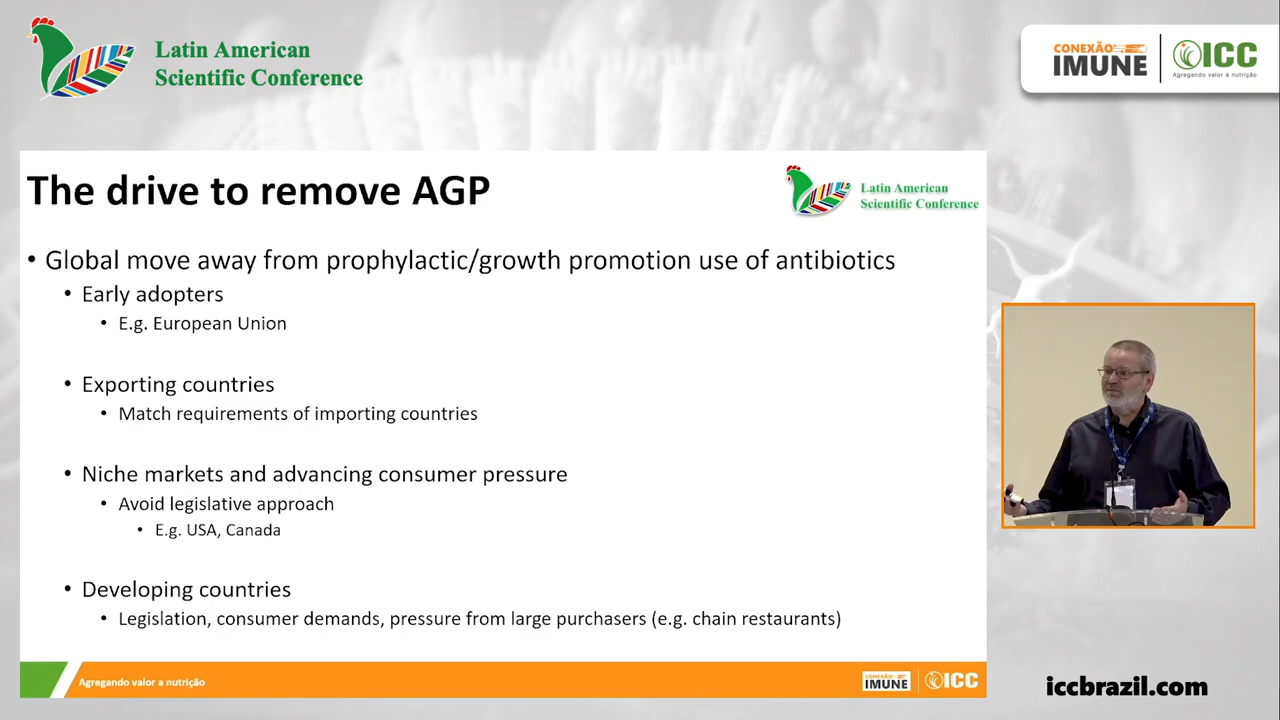 Latin American
Scientific Conference
CONEXÃO
IMUNE
ICC
Agregando valor à nutrição
The drive to remove AGP
Latin American
Scientific Conference
• Global move away from prophylactic/growth promotion use of antibiotics
• Early adopters
• E.g. European Union
• Exporting countries
• Match requirements of importing countries
• Niche markets and advancing consumer pressure
• Avoid legislative approach
• E.g. USA, Canada
• Developing countries
• Legislation, consumer demands, pressure from large purchasers (e.g. chain restaurants)
Agregando valor a nutrição
CONEXÃO
IMUNE
ICC
iccbrazil.com